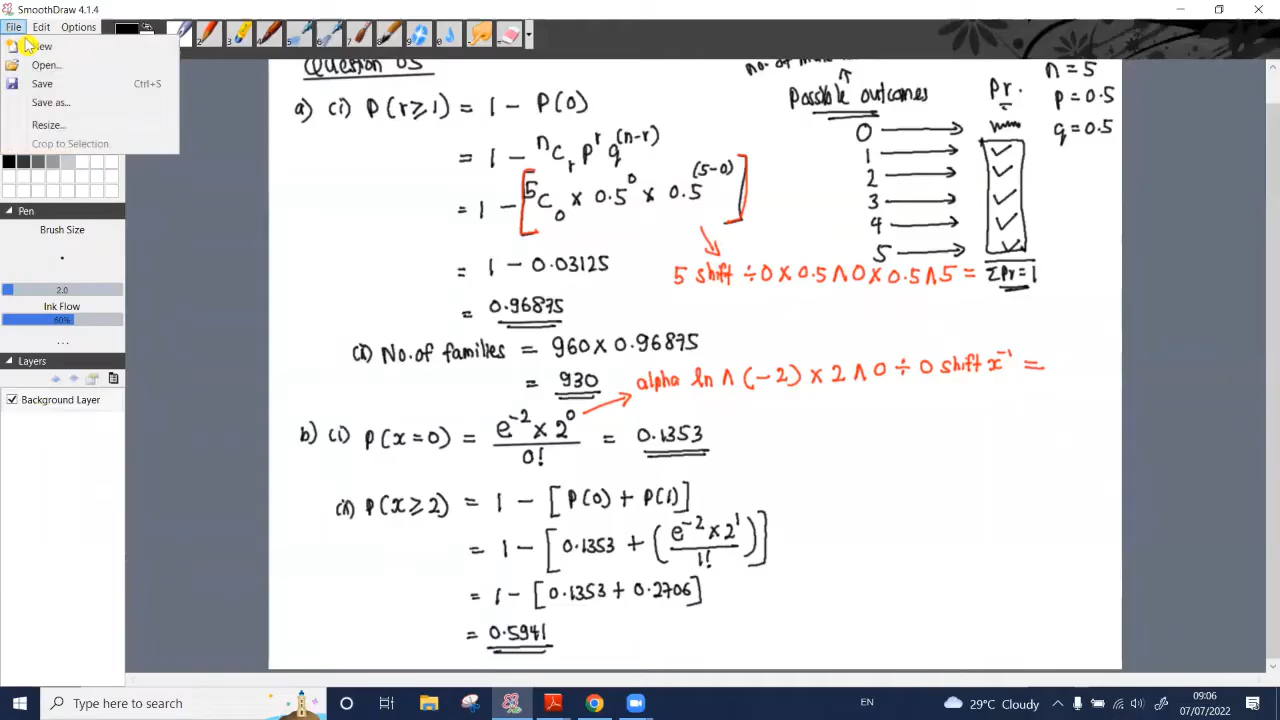 SmoothDraw 4.1.4
File Edit Options
New
Open...
Save Ctrl+S
Save as...
Resize...
Crop to Selection
Pen
Brush Size
2.0
Ink Flow
60%
Layers
Background Layer
Question 03
a) (i) P(r≥1) = 1 - P(0)
= 1 - ⁿCᵣ pʳ q⁽ⁿ⁻ʳ⁾
= 1 - [⁵C₀ × 0.5⁰ × 0.5⁽⁵⁻⁰⁾]
5 shift ÷ 0 × 0.5 ∧ 0 × 0.5 ∧ 5 =
= 1 - 0.03125
= 0.96875
(ii) No. of families = 960 × 0.96875
= 930
alpha ln ∧ (-2) × 2 ∧ 0 ÷ 0 shift x⁻¹ =
b) (i) P(x=0) = e⁻² × 2⁰ / 0! = 0.1353
(ii) P(x≥2) = 1 - [P(0) + P(1)]
= 1 - [0.1353 + (e⁻² × 2¹ / 1!)]
= 1 - [0.1353 + 0.2706]
= 0.5941
No. of
Possible outcomes
Pr.
0
1
2
3
4
5
ΣPr = 1
n = 5
p = 0.5
q = 0.5
Type here to search
EN
29°C Cloudy
09:06
07/07/2022